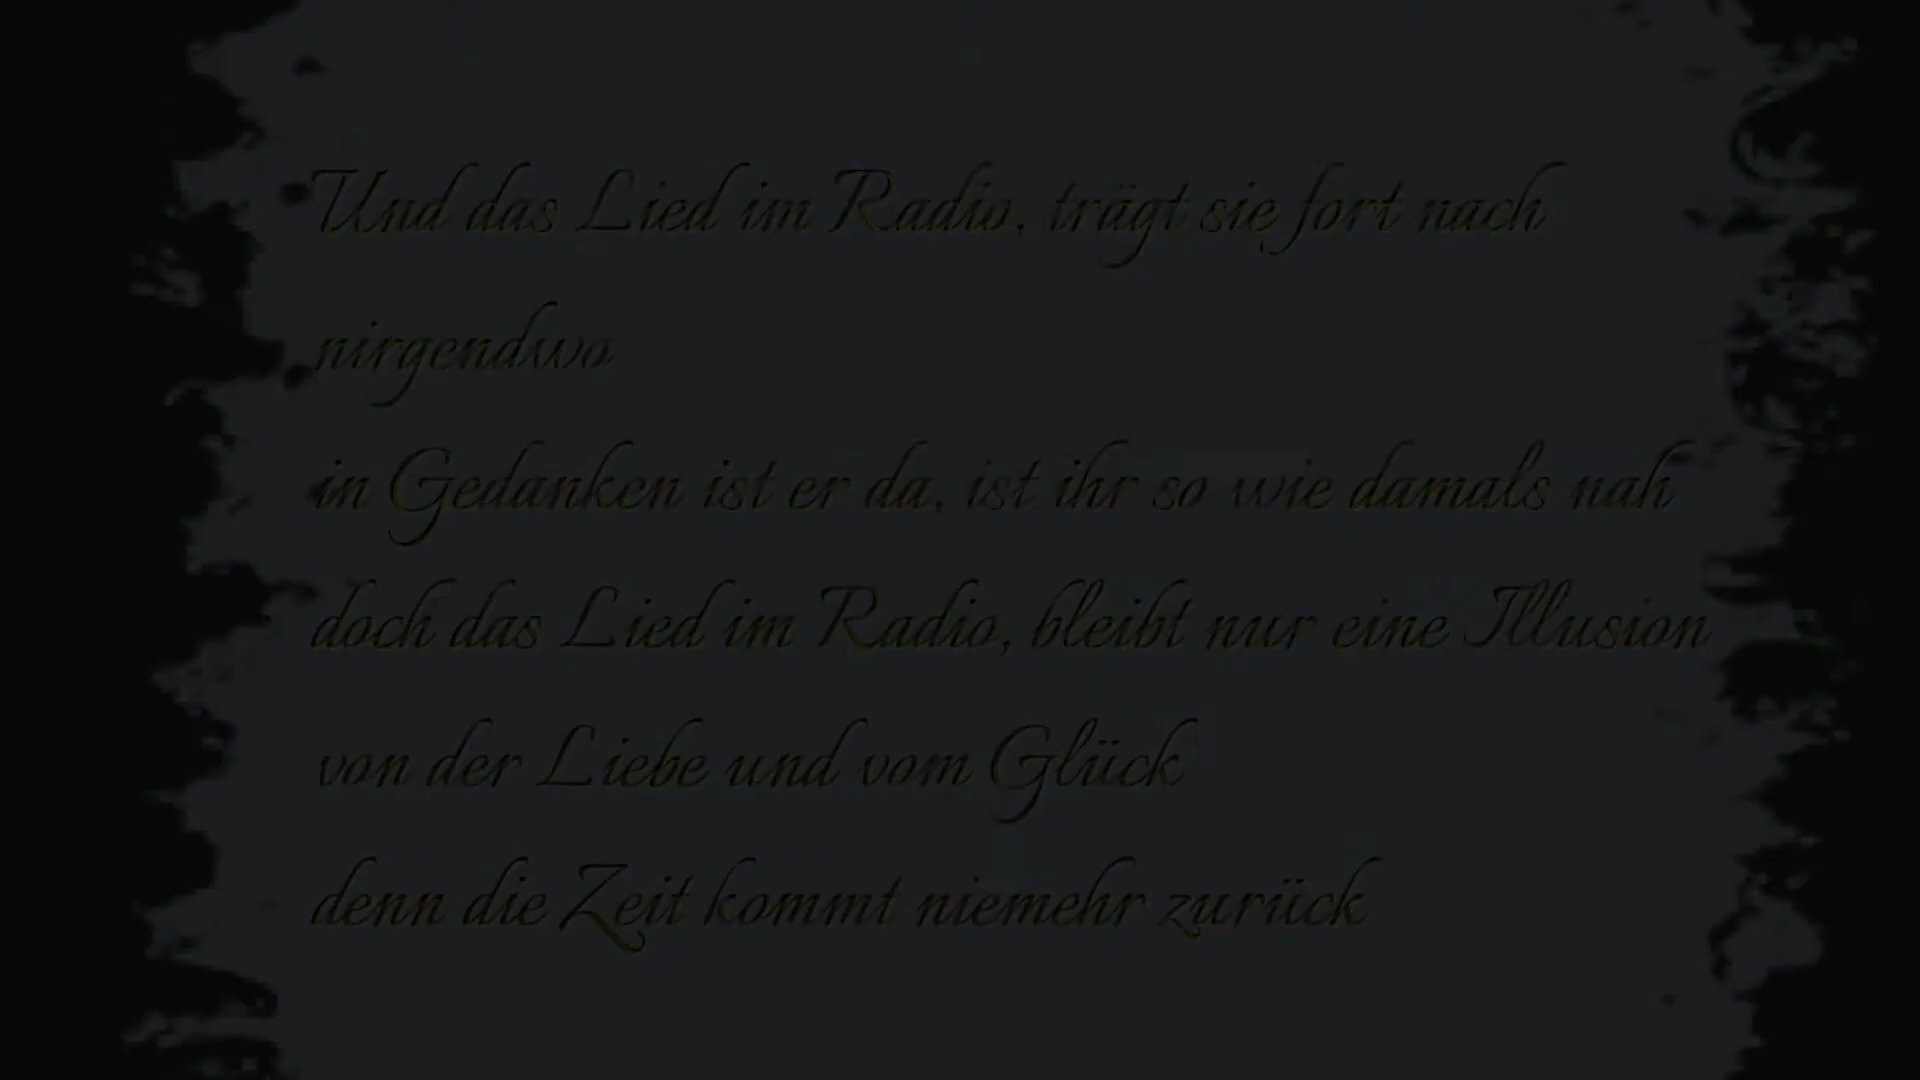 Und das Lied im Radio, trägt sie fort nach
nirgendwo
in Gedanken ist er da, ist ihr so wie damals nah
doch das Lied im Radio, bleibt nur eine Illusion
von der Liebe und vom Glück
denn die Zeit kommt niemehr zurück